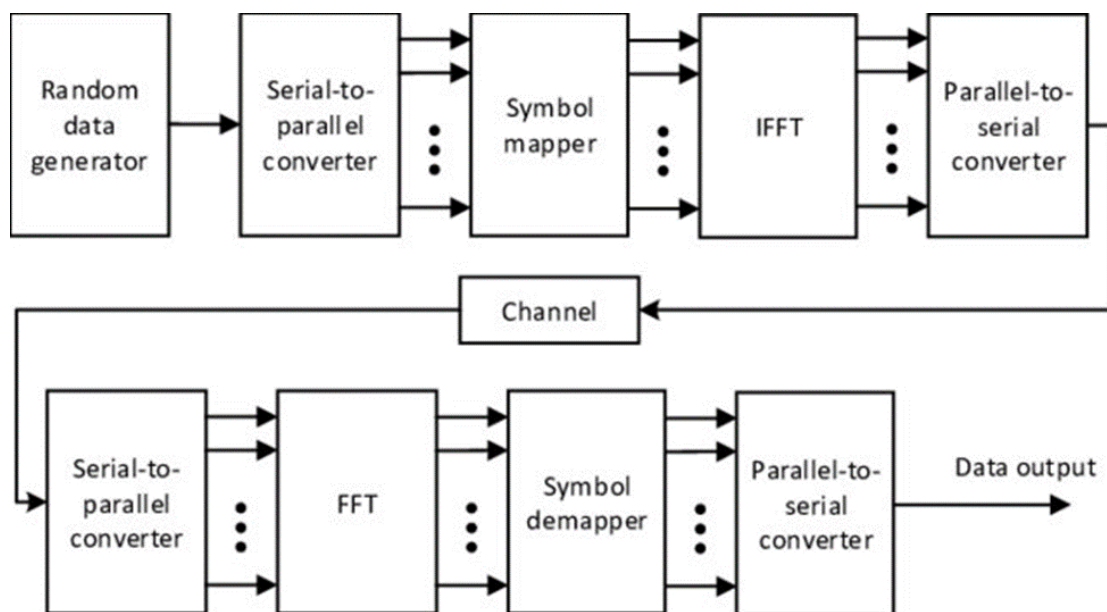 Random
data
generator
Serial-to-
parallel
converter
Symbol
mapper
IFFT
Parallel-to-
serial
converter
Channel
Serial-to-
parallel
converter
FFT
Symbol
demapper
Parallel-to-
serial
converter
Data output